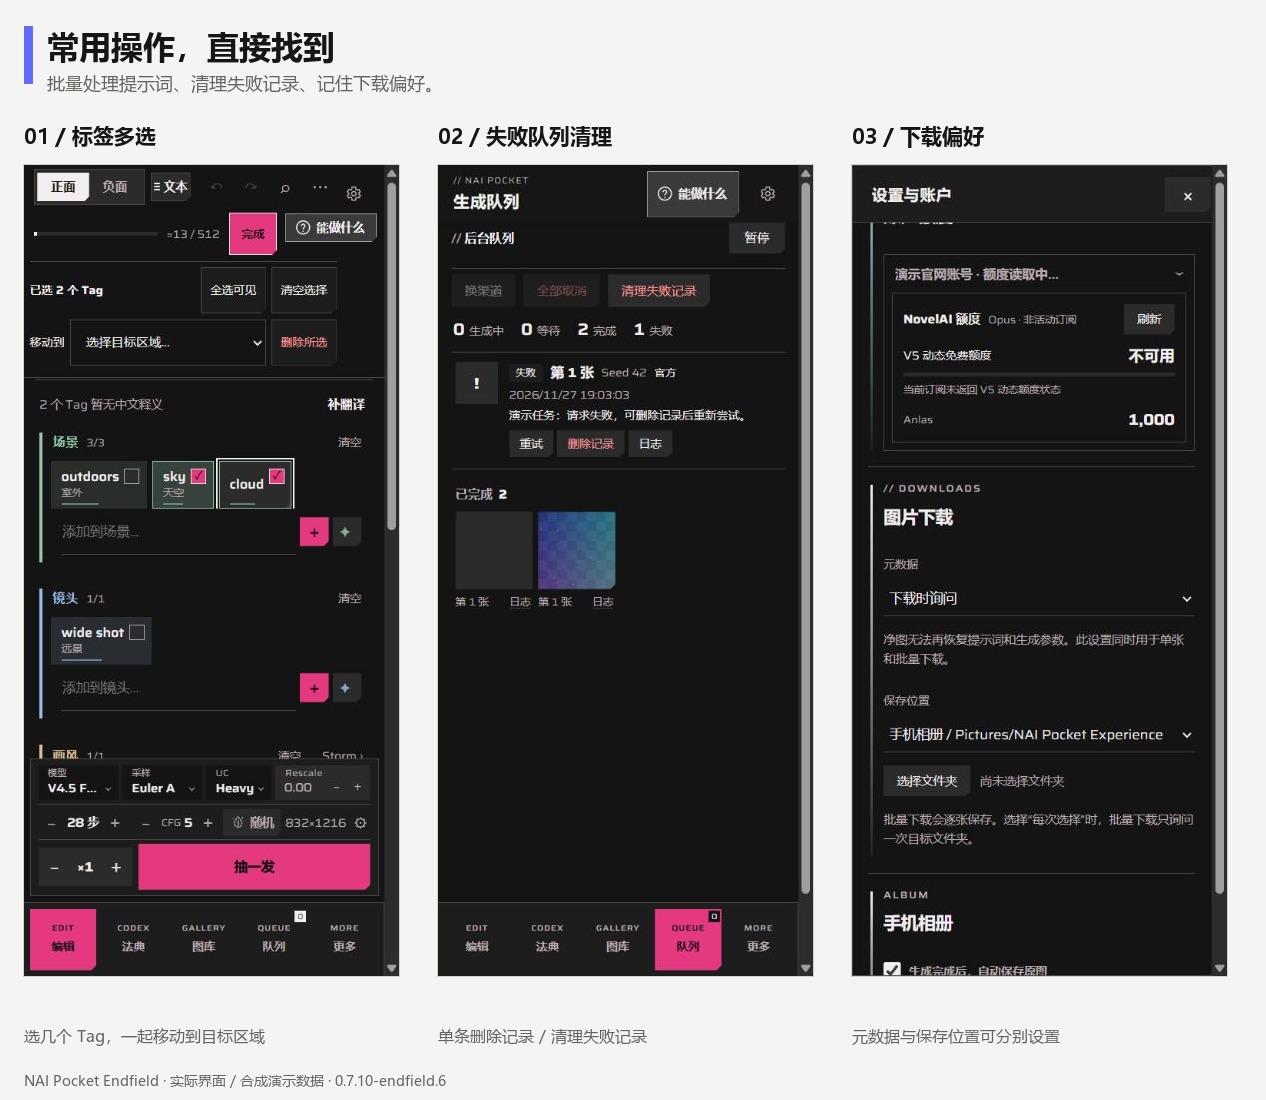 常用操作，直接找到
批量处理提示词、清理失败记录、记住下载偏好。
01 / 标签多选
正面 负面 ≡ 文本
≈13 / 512 完成 ? 能做什么
已选 2 个 Tag 全选可见 清空选择
移动到 选择目标区域... 删除所选
2 个 Tag 暂无中文释义 补翻译
场景 3/3 清空
outdoors sky cloud
室外 天空
添加到场景... +
镜头 1/1 清空
wide shot
远景
添加到镜头... +
画风 1/1 清空 Storm ›
模型 采样 UC Rescale
V4.5 F... Euler A Heavy 0.00 − +
− 28 步 + − CFG 5 + 随机 832×1216
− ×1 + 抽一发
EDIT CODEX GALLERY QUEUE 0 MORE
编辑 法典 图库 队列 更多
选几个 Tag，一起移动到目标区域
02 / 失败队列清理
// NAI POCKET
生成队列 ? 能做什么
// 后台队列 暂停
换渠道 全部取消 清理失败记录
0 生成中 0 等待 2 完成 1 失败
! 失败 第 1 张 Seed 42 官方
2026/11/27 19:03:03
演示任务：请求失败，可删除记录后重新尝试。
重试 删除记录 日志
已完成 2
第 1 张 日志 第 1 张 日志
EDIT CODEX GALLERY QUEUE 0 MORE
编辑 法典 图库 队列 更多
单条删除记录 / 清理失败记录
03 / 下载偏好
设置与账户 ×
演示官网账号 · 额度读取中...
NovelAI 额度 Opus · 非活动订阅 刷新
V5 动态免费额度 不可用
当前订阅未返回 V5 动态额度状态
Anlas 1,000
// DOWNLOADS
图片下载
元数据
下载时询问
净图无法再恢复提示词和生成参数。此设置同时用于单张
和批量下载。
保存位置
手机相册 / Pictures/NAI Pocket Experience
选择文件夹 尚未选择文件夹
批量下载会逐张保存。选择“每次选择”时，批量下载只询问
一次目标文件夹。
ALBUM
手机相册
生成完成后，自动保存原图
元数据与保存位置可分别设置
NAI Pocket Endfield · 实际界面 / 合成演示数据 · 0.7.10-endfield.6